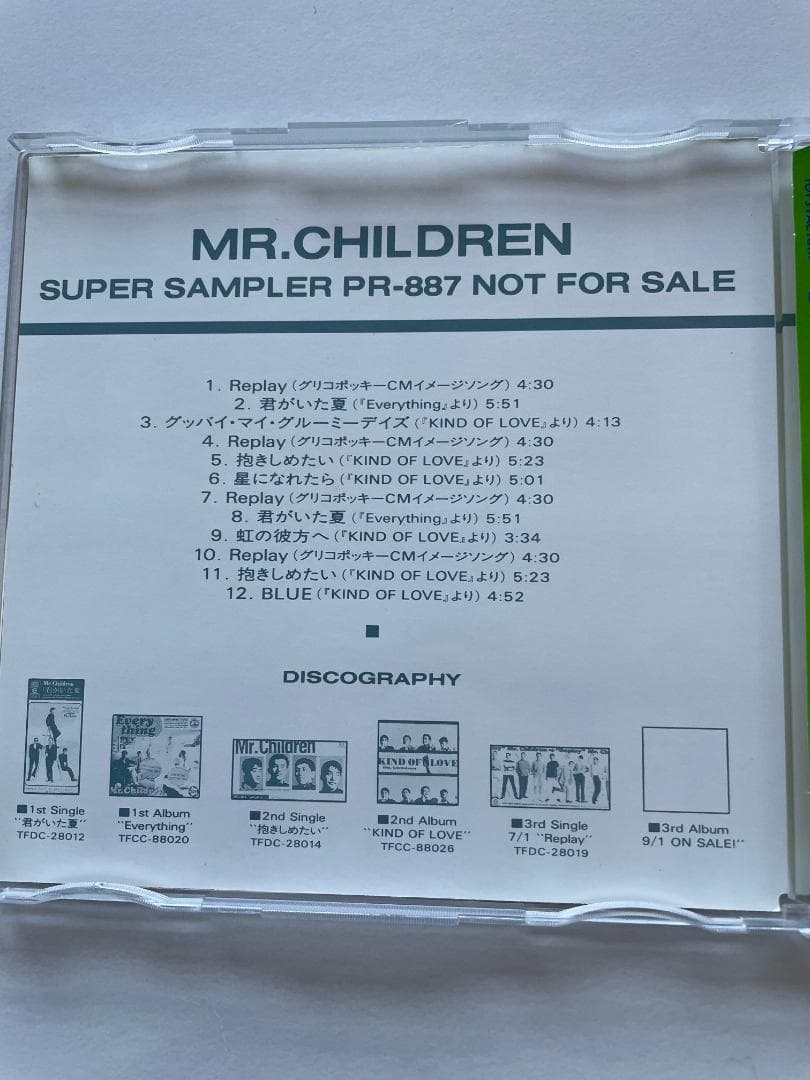 MR.CHILDREN
SUPER SAMPLER PR-887 NOT FOR SALE
1. Replay (グリコポッキーCMイメージソング) 4:30
2. 君がいた夏 (『Everything』より) 5:51
3. グッバイ・マイ・グルーミーデイズ (『KIND OF LOVE』より) 4:13
4. Replay (グリコポッキーCMイメージソング) 4:30
5. 抱きしめたい (『KIND OF LOVE』より) 5:23
6. 星になれたら (『KIND OF LOVE』より) 5:01
7. Replay (グリコポッキーCMイメージソング) 4:30
8. 君がいた夏 (『Everything』より) 5:51
9. 虹の彼方へ (『KIND OF LOVE』より) 3:34
10. Replay (グリコポッキーCMイメージソング) 4:30
11. 抱きしめたい (『KIND OF LOVE』より) 5:23
12. BLUE (『KIND OF LOVE』より) 4:52
■
DISCOGRAPHY
Mr.Children
「君がいた夏」
■1st Single
"君がいた夏"
TFDC-28012
Every
thing
Mr.Children
■1st Album
"Everything"
TFCC-88020
Mr.Children
■2nd Single
"抱きしめたい"
TFDC-28014
KIND OF LOVE
■2nd Album
"KIND OF LOVE"
TFCC-88026
■3rd Single
7/1 "Replay"
TFDC-28019
■3rd Album
9/1 ON SALE!"